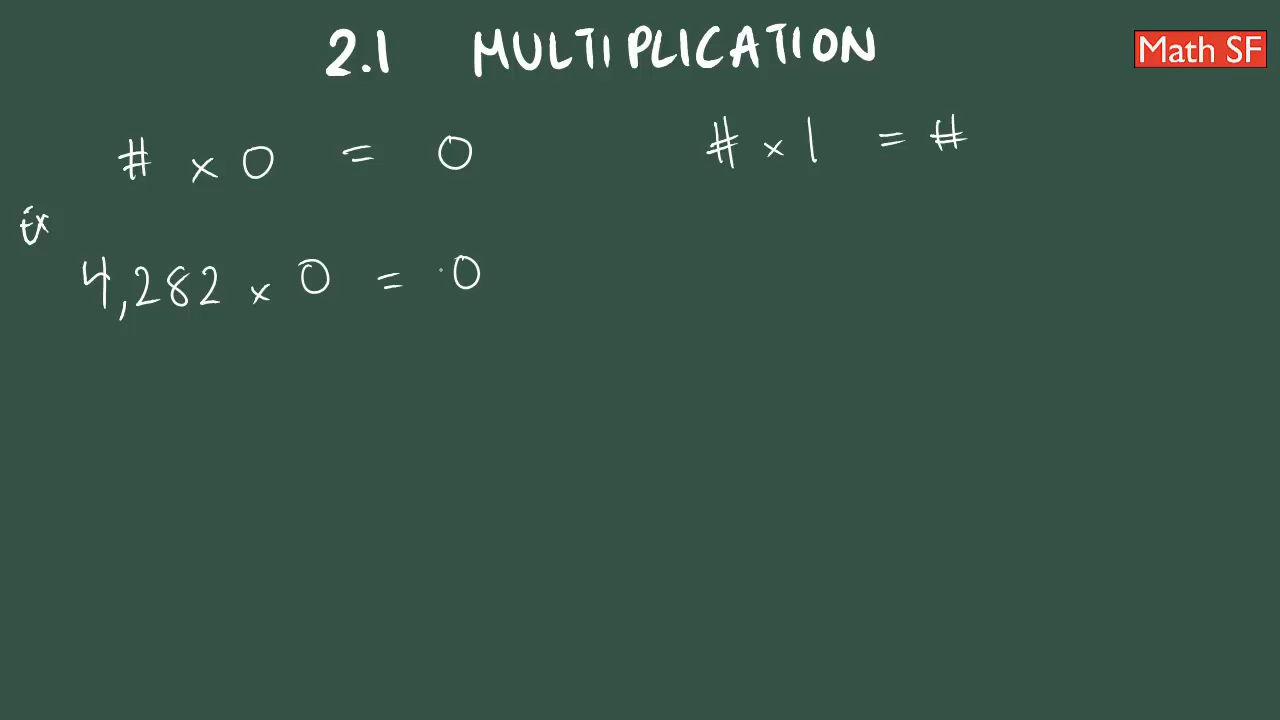 2.1 MULTIPLICATION
Math SF
# × 0 = 0
# × 1 = #
Ex
4,282 × 0 = 0